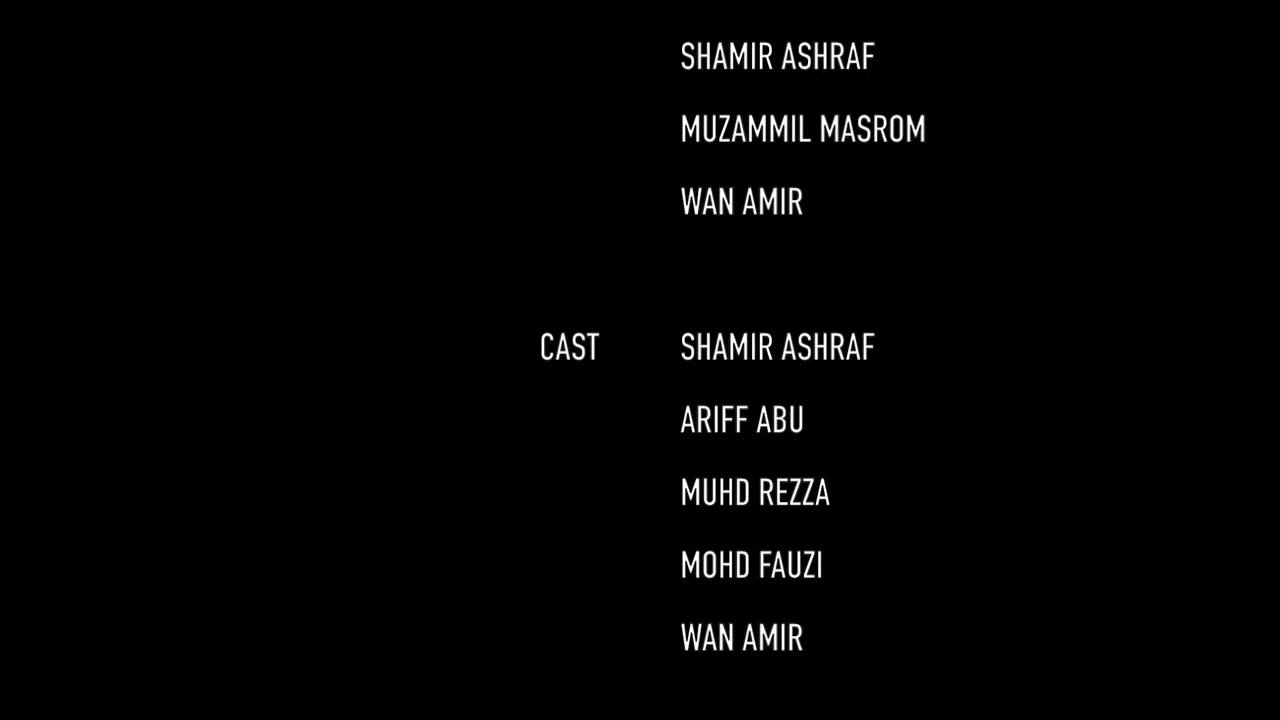 SHAMIR ASHRAF
MUZAMMIL MASROM
WAN AMIR
CAST SHAMIR ASHRAF
ARIFF ABU
MUHD REZZA
MOHD FAUZI
WAN AMIR